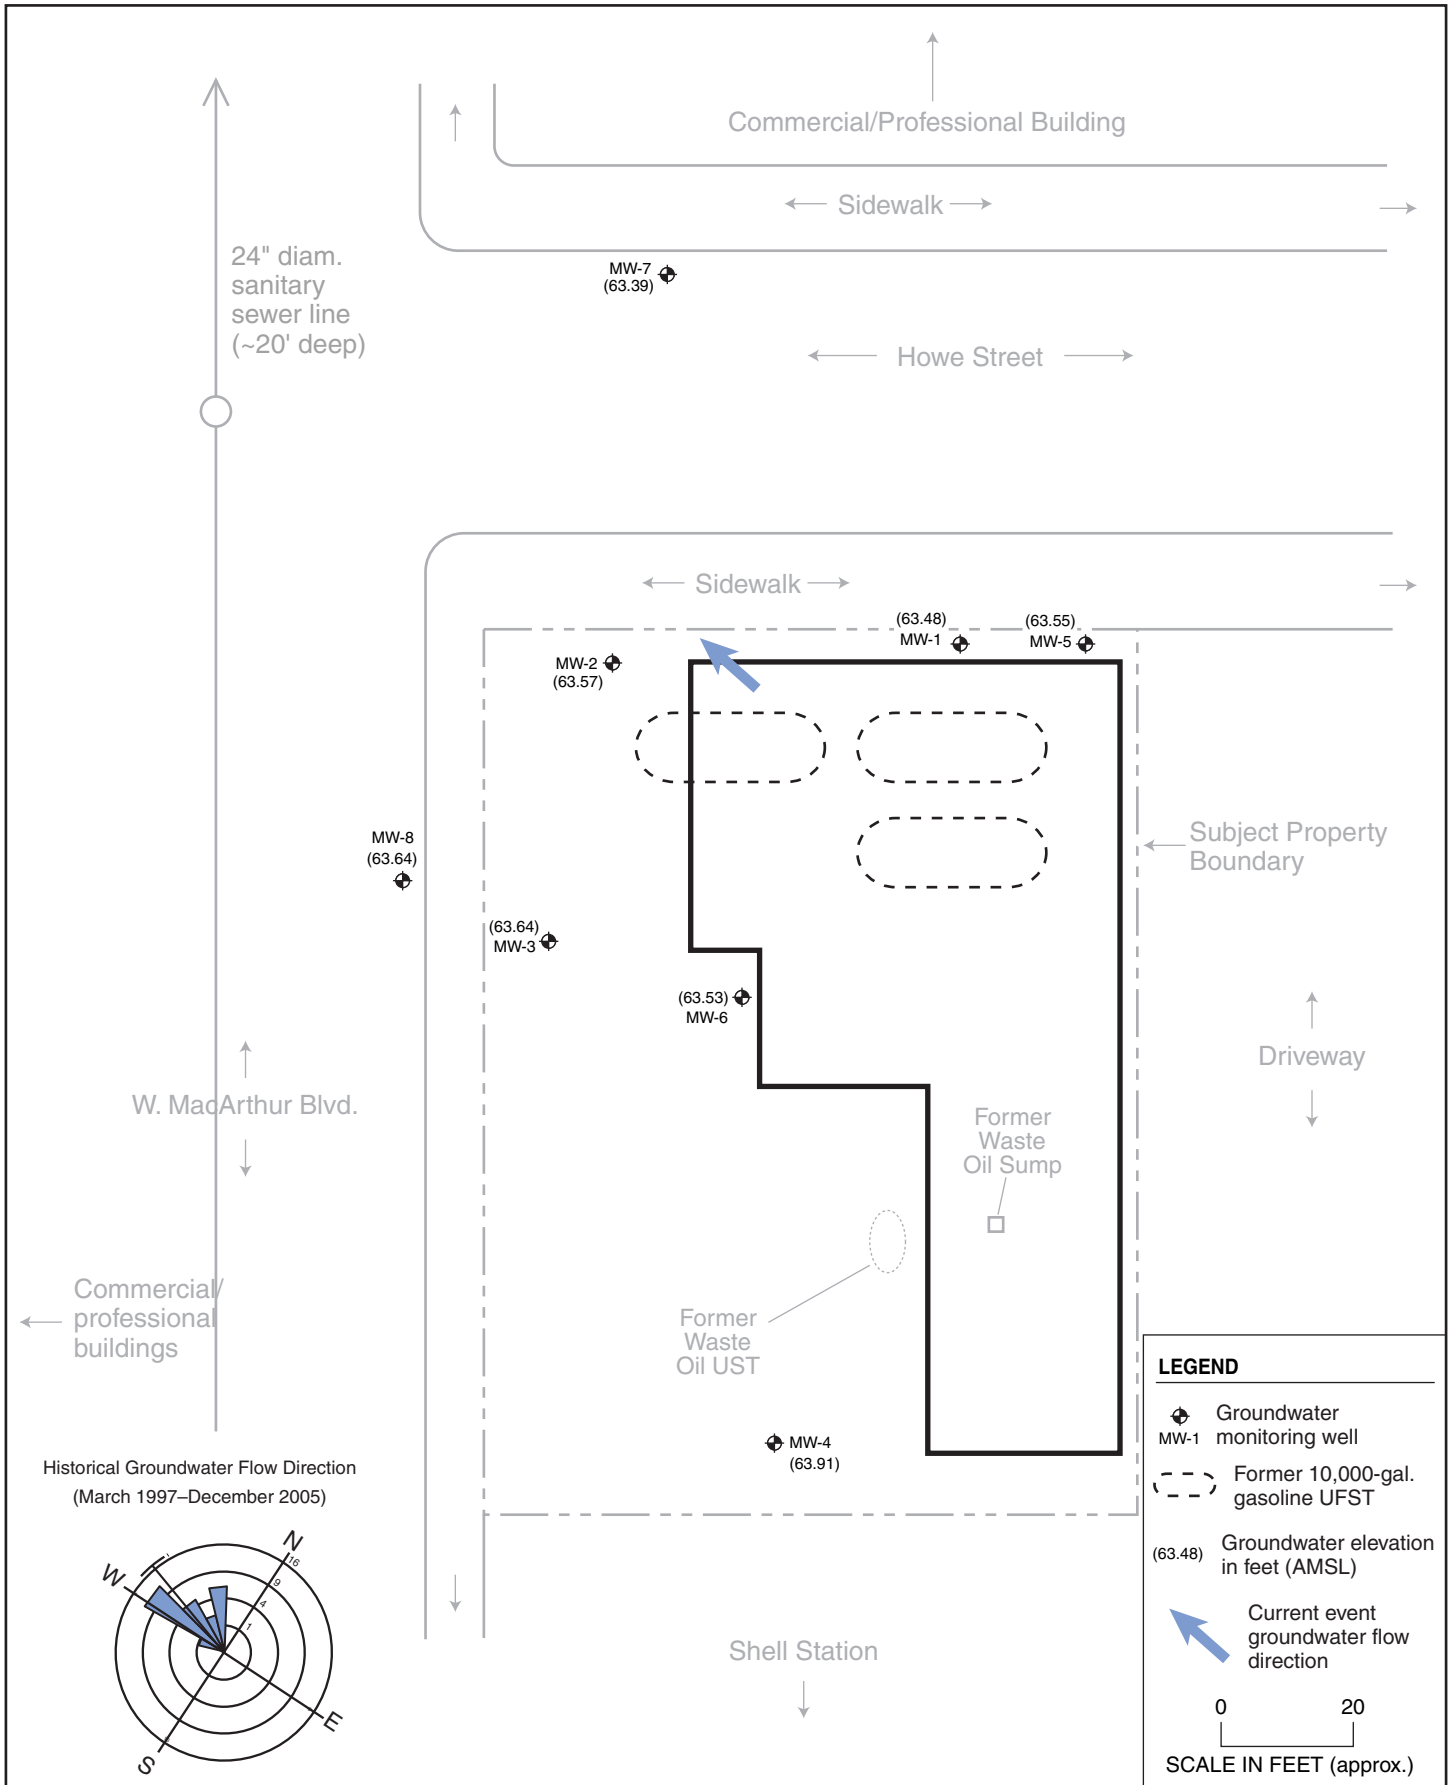 Commercial/Professional Building
Sidewalk
24" diam.
sanitary
sewer line
(~20' deep)
MW-7
(63.39)
Howe Street
Sidewalk
(63.48)
MW-1
(63.55)
MW-5
MW-2
(63.57)
MW-8
(63.64)
Subject Property
Boundary
(63.64)
MW-3
(63.53)
MW-6
Driveway
W. MacArthur Blvd.
Former
Waste
Oil Sump
Commercial/
professional
buildings
Former
Waste
Oil UST
MW-4
(63.91)
Historical Groundwater Flow Direction
(March 1997–December 2005)
N
16
9
4
1
W
E
S
Shell Station
LEGEND
MW-1
Groundwater
monitoring well
Former 10,000-gal.
gasoline UFST
(63.48)
Groundwater elevation
in feet (AMSL)
Current event
groundwater flow
direction
0 20
SCALE IN FEET (approx.)